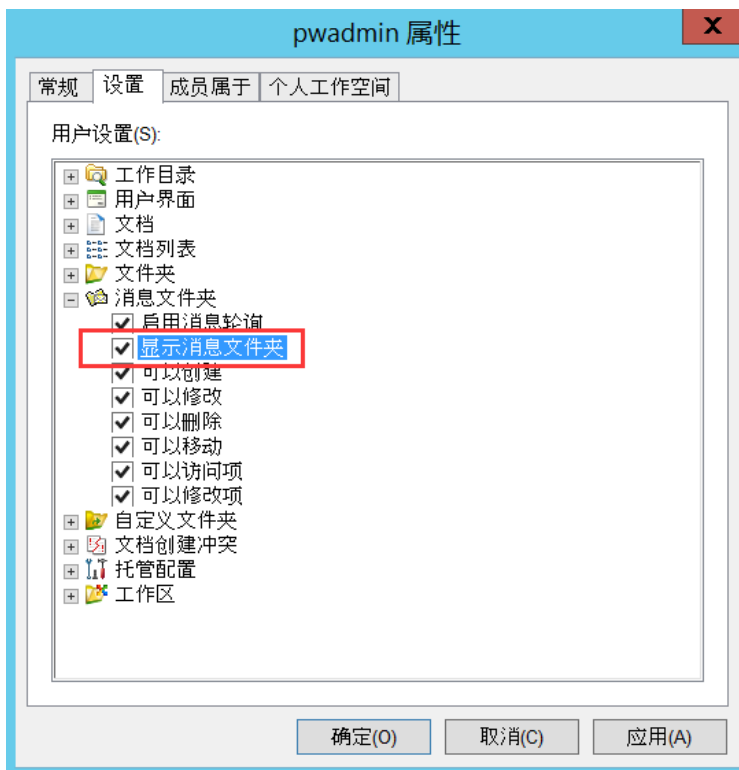 pwadmin 属性
X
常规 设置 成员属于 个人工作空间
用户设置(S):
工作目录
用户界面
文档
文档列表
文件夹
消息文件夹
启用消息轮询
显示消息文件夹
可以创建
可以修改
可以删除
可以移动
可以访问项
可以修改项
自定义文件夹
文档创建冲突
托管配置
工作区
确定(O) 取消(C) 应用(A)